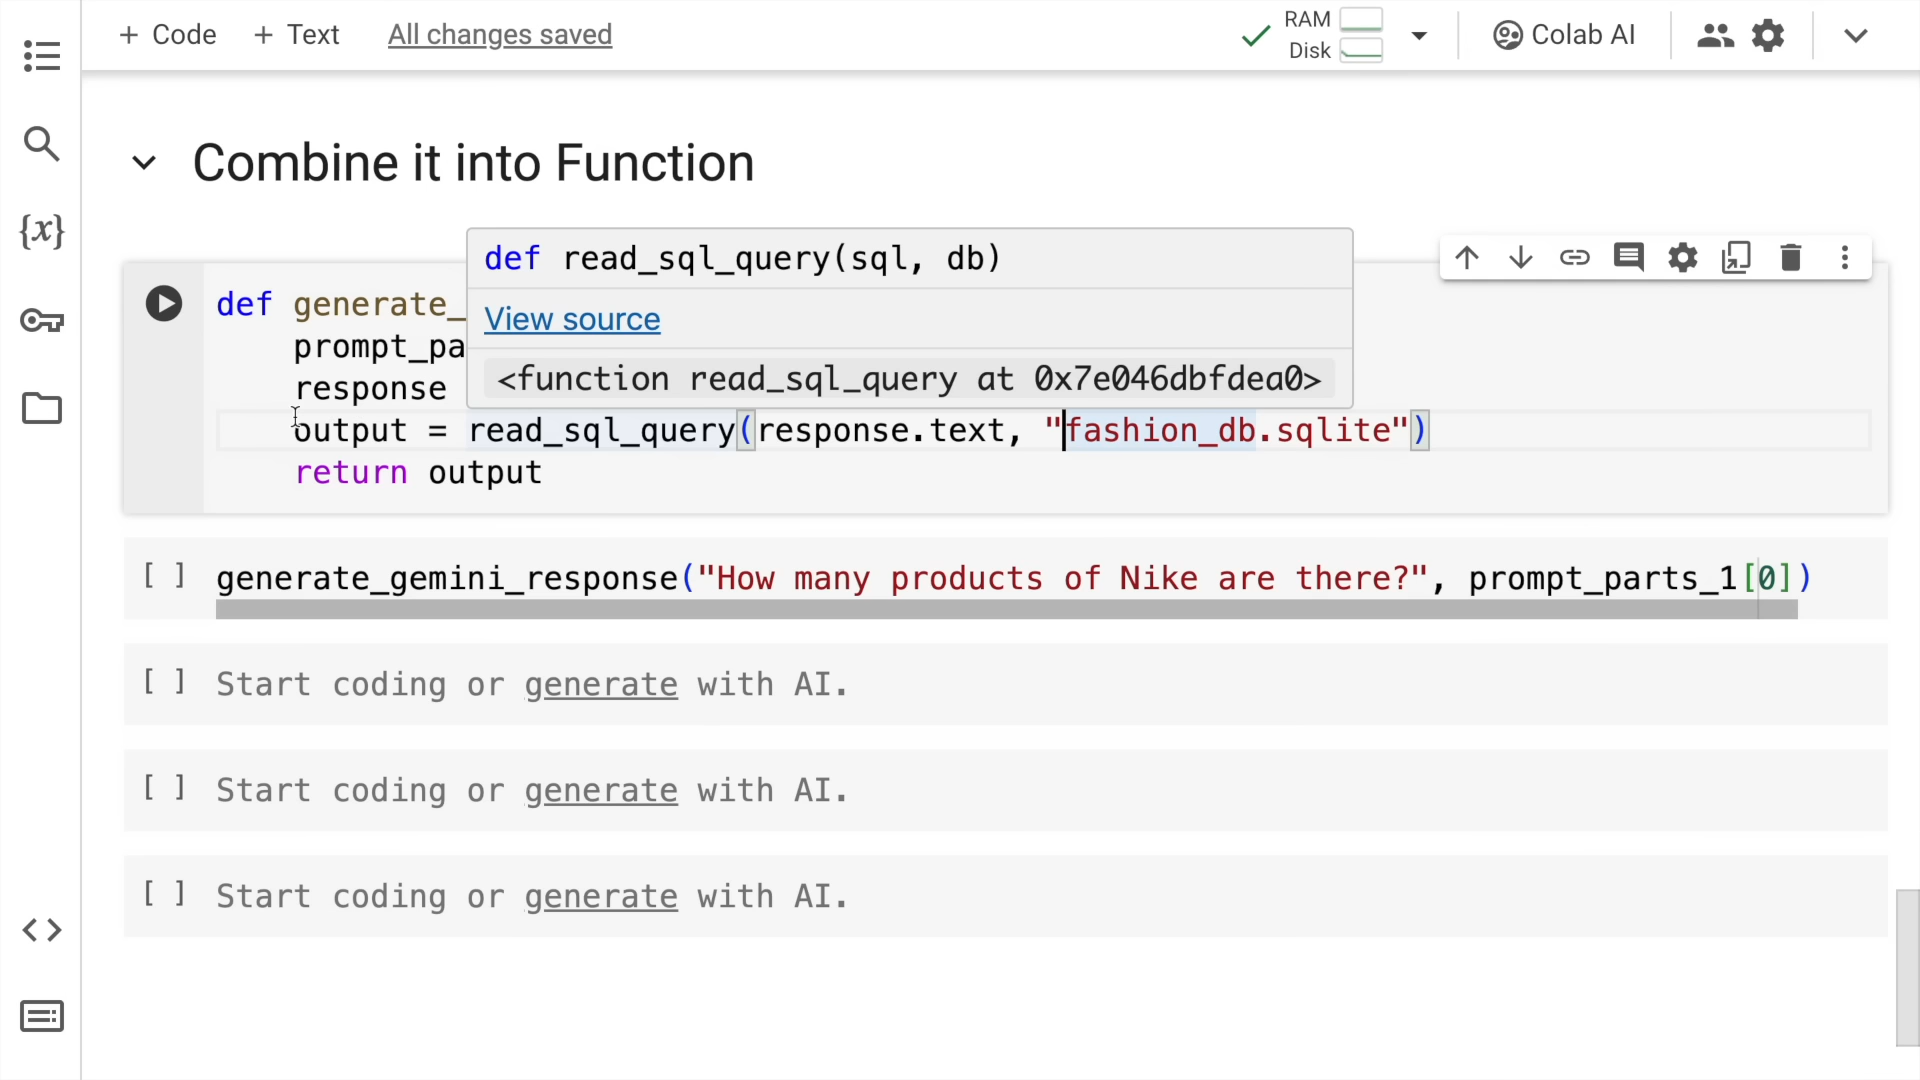 + Code + Text All changes saved
RAM
Disk
Colab AI
{x}
Combine it into Function
def read_sql_query(sql, db)
View source
<function read_sql_query at 0x7e046dbfdea0>
def generate_
prompt_pa
response
output = read_sql_query(response.text, "fashion_db.sqlite")
return output
[ ] generate_gemini_response("How many products of Nike are there?", prompt_parts_1[0])
[ ] Start coding or generate with AI.
[ ] Start coding or generate with AI.
[ ] Start coding or generate with AI.